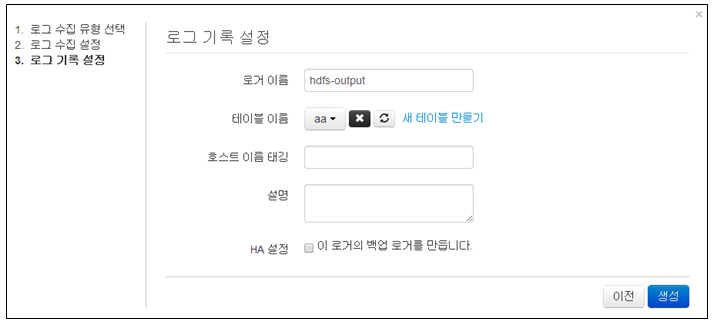 1. 로그 수집 유형 선택
2. 로그 수집 설정
3. 로그 기록 설정
로그 기록 설정
로거 이름
hdfs-output
테이블 이름
aa
새 테이블 만들기
호스트 이름 태깅
설명
HA 설정
이 로거의 백업 로거를 만듭니다.
이전
생성